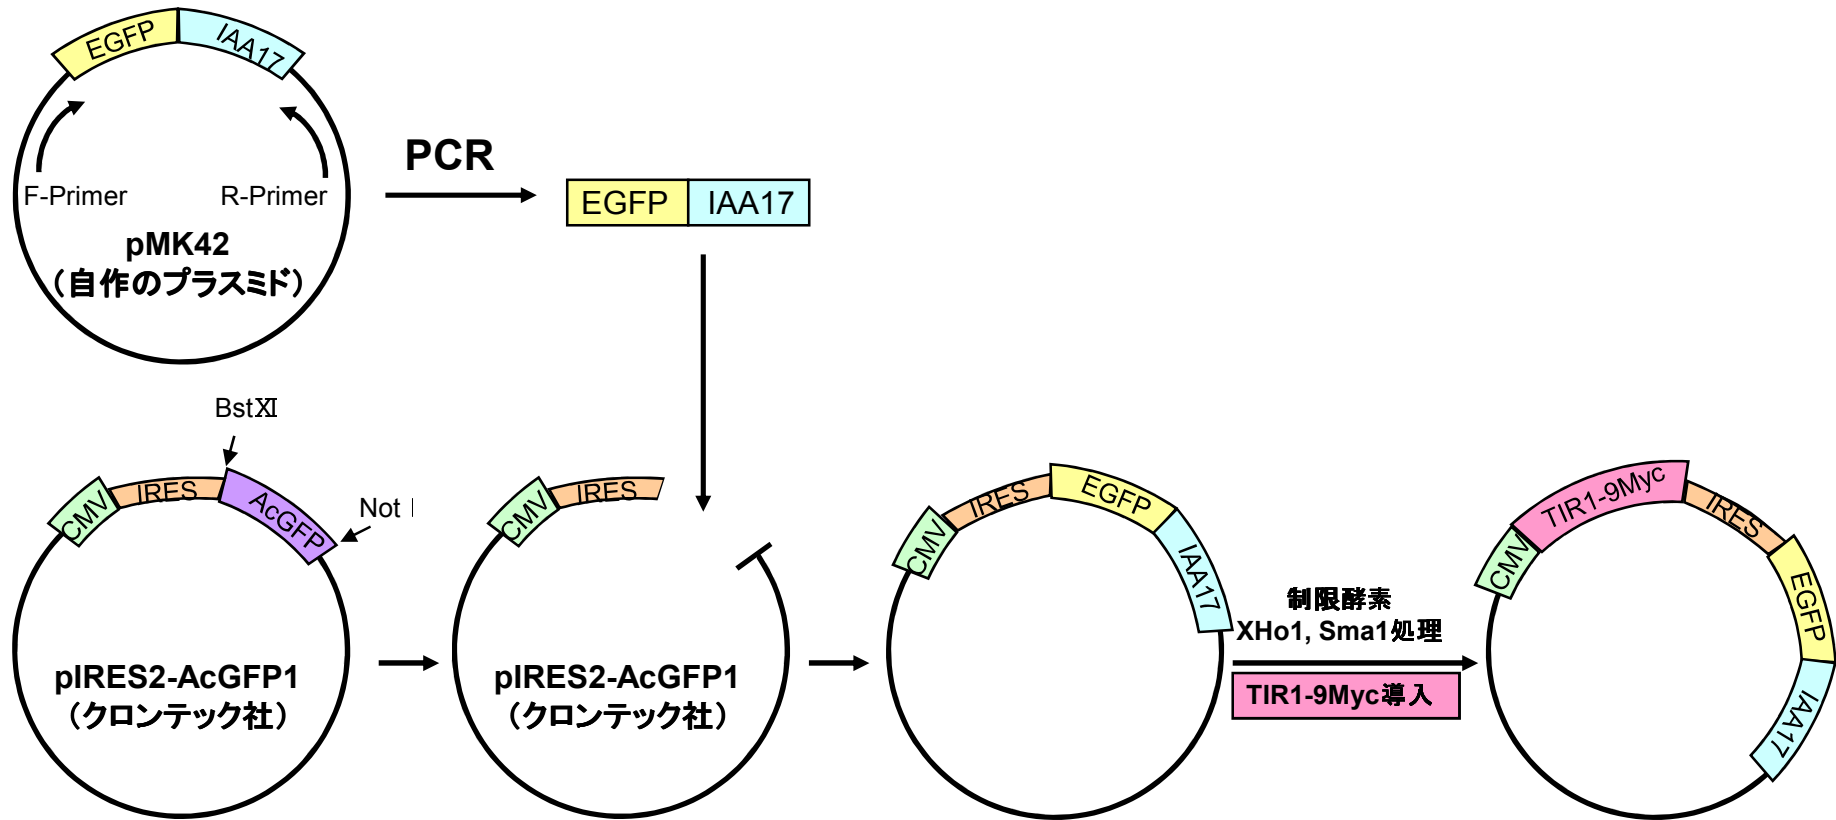 EGFP
IAA17
F-Primer
R-Primer
pMK42
（自作のプラスミド）
PCR
EGFP
IAA17
BstⅪ
Not I
CMV
IRES
AcGFP
pIRES2-AcGFP1
（クロンテック社）
CMV
IRES
pIRES2-AcGFP1
（クロンテック社）
CMV
IRES
EGFP
IAA17
制限酵素
XHo1, Sma1処理
TIR1-9Myc導入
CMV
TIR1-9Myc
IRES
EGFP
IAA17